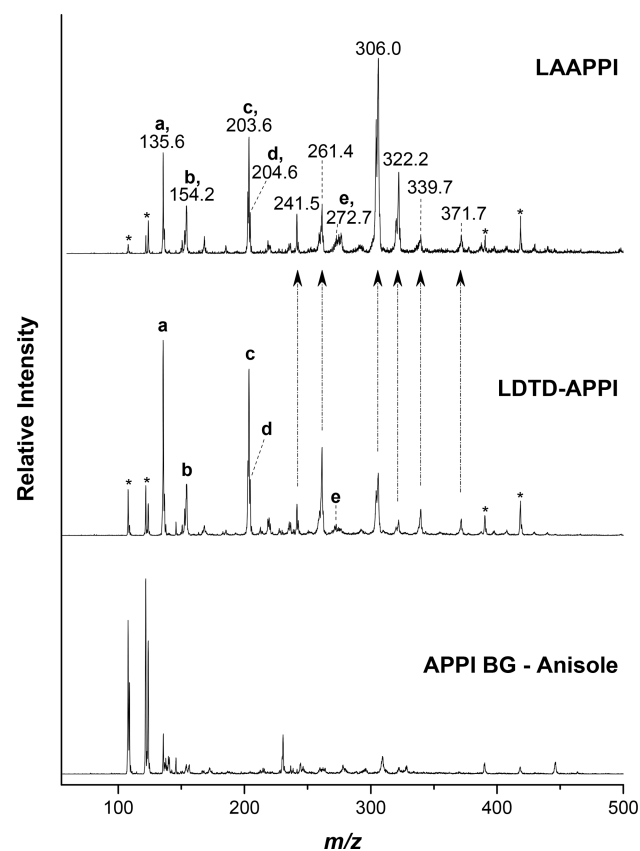 306.0
LAAPPI
c,
203.6
a,
135.6
d,
204.6
261.4
322.2
b,
154.2
241.5
e,
272.7
339.7
371.7
*
*
*
*
a
c
LDTD-APPI
d
b
e
*
*
*
*
Relative Intensity
APPI BG - Anisole
100
200
300
400
500
m/z